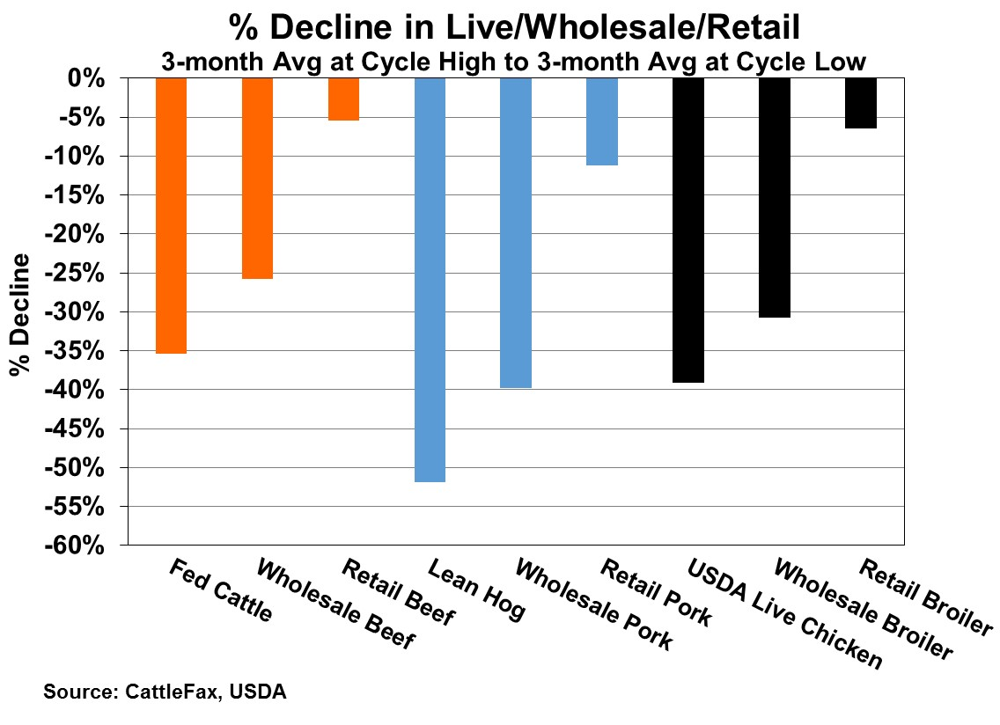 % Decline in Live/Wholesale/Retail
3-month Avg at Cycle High to 3-month Avg at Cycle Low
0%
-5%
-10%
-15%
-20%
-25%
-30%
-35%
-40%
-45%
-50%
-55%
-60%
% Decline
Fed Cattle
Wholesale Beef
Retail Beef
Lean Hog
Wholesale Pork
Retail Pork
USDA Live Chicken
Wholesale Broiler
Retail Broiler
Source: CattleFax, USDA